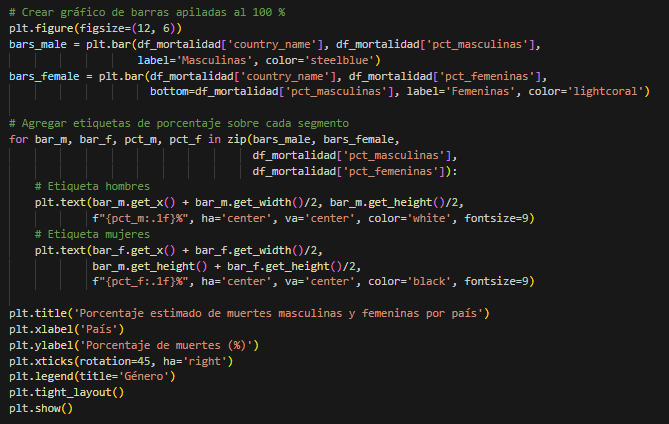 # Crear gráfico de barras apiladas al 100 %
plt.figure(figsize=(12, 6))
bars_male = plt.bar(df_mortalidad['country_name'], df_mortalidad['pct_masculinas'],
label='Masculinas', color='steelblue')
bars_female = plt.bar(df_mortalidad['country_name'], df_mortalidad['pct_femeninas'],
bottom=df_mortalidad['pct_masculinas'], label='Femeninas', color='lightcoral')
# Agregar etiquetas de porcentaje sobre cada segmento
for bar_m, bar_f, pct_m, pct_f in zip(bars_male, bars_female,
df_mortalidad['pct_masculinas'],
df_mortalidad['pct_femeninas']):
# Etiqueta hombres
plt.text(bar_m.get_x() + bar_m.get_width()/2, bar_m.get_height()/2,
f"{pct_m:.1f}%", ha='center', va='center', color='white', fontsize=9)
# Etiqueta mujeres
plt.text(bar_f.get_x() + bar_f.get_width()/2,
bar_m.get_height() + bar_f.get_height()/2,
f"{pct_f:.1f}%", ha='center', va='center', color='black', fontsize=9)
plt.title('Porcentaje estimado de muertes masculinas y femeninas por país')
plt.xlabel('País')
plt.ylabel('Porcentaje de muertes (%)')
plt.xticks(rotation=45, ha='right')
plt.legend(title='Género')
plt.tight_layout()
plt.show()